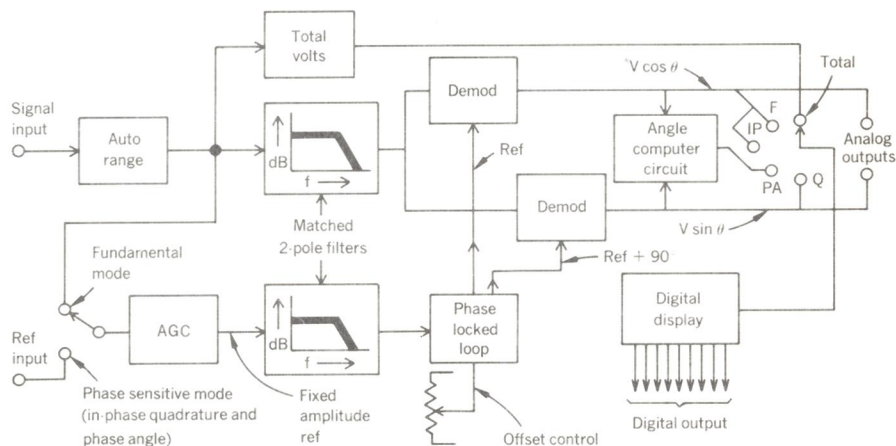 Total
volts
Signal
input
Auto
range
dB
f
Demod
V cos θ
F
IP
Total
Angle
computer
circuit
Analog
outputs
PA
Q
Ref
Demod
V sin θ
Matched
2-pole filters
Ref + 90
Fundamental
mode
Ref
input
AGC
dB
f
Phase
locked
loop
Digital
display
Phase sensitive mode
(in-phase quadrature and
phase angle)
Fixed
amplitude
ref
Offset control
Digital output